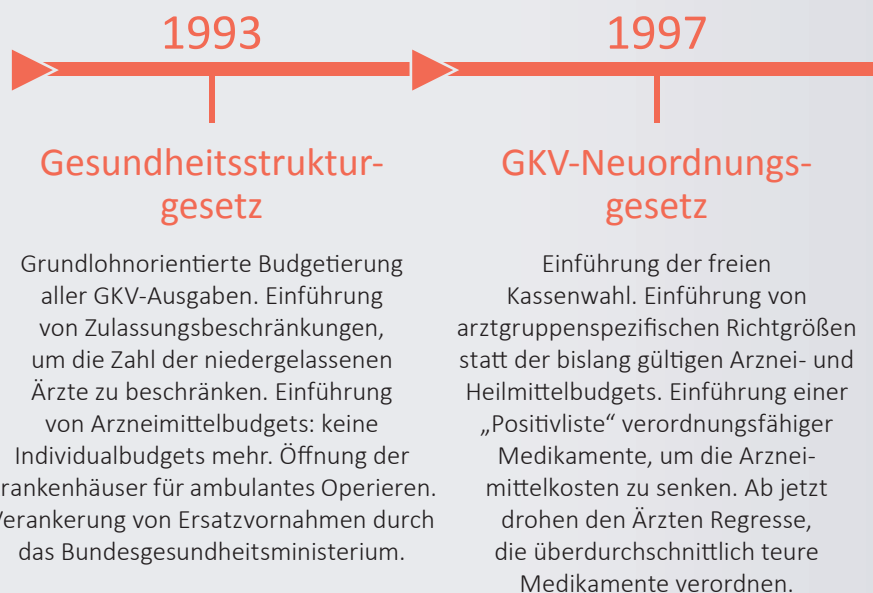 1993
Gesundheitsstruktur-
gesetz
Grundlohnorientierte Budgetierung
aller GKV-Ausgaben. Einführung
von Zulassungsbeschränkungen,
um die Zahl der niedergelassenen
Ärzte zu beschränken. Einführung
von Arzneimittelbudgets: keine
Individualbudgets mehr. Öffnung der
rankenhäuser für ambulantes Operieren.
Verankerung von Ersatzvornahmen durch
das Bundesgesundheitsministerium.
1997
GKV-Neuordnungs-
gesetz
Einführung der freien
Kassenwahl. Einführung von
arztgruppenspezifischen Richtgrößen
statt der bislang gültigen Arznei- und
Heilmittelbudgets. Einführung einer
„Positivliste“ verordnungsfähiger
Medikamente, um die Arznei-
mittelkosten zu senken. Ab jetzt
drohen den Ärzten Regresse,
die überdurchschnittlich teure
Medikamente verordnen.